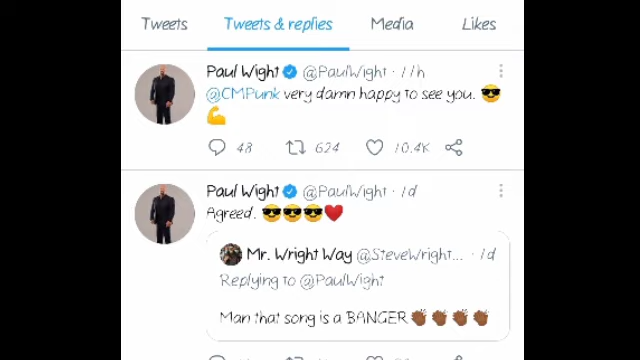 Tweets Tweets & replies Media Likes
Paul Wight @PaulWight · 11h
@CMPunk very damn happy to see you. 😎
💪
48 624 10.4K
Paul Wight @PaulWight · 1d
Agreed. 😎😎😎❤️
Mr. Wright Way @SteveWright... · 1d
Replying to @PaulWight
Man that song is a BANGER👏🏾👏🏾👏🏾👏🏾